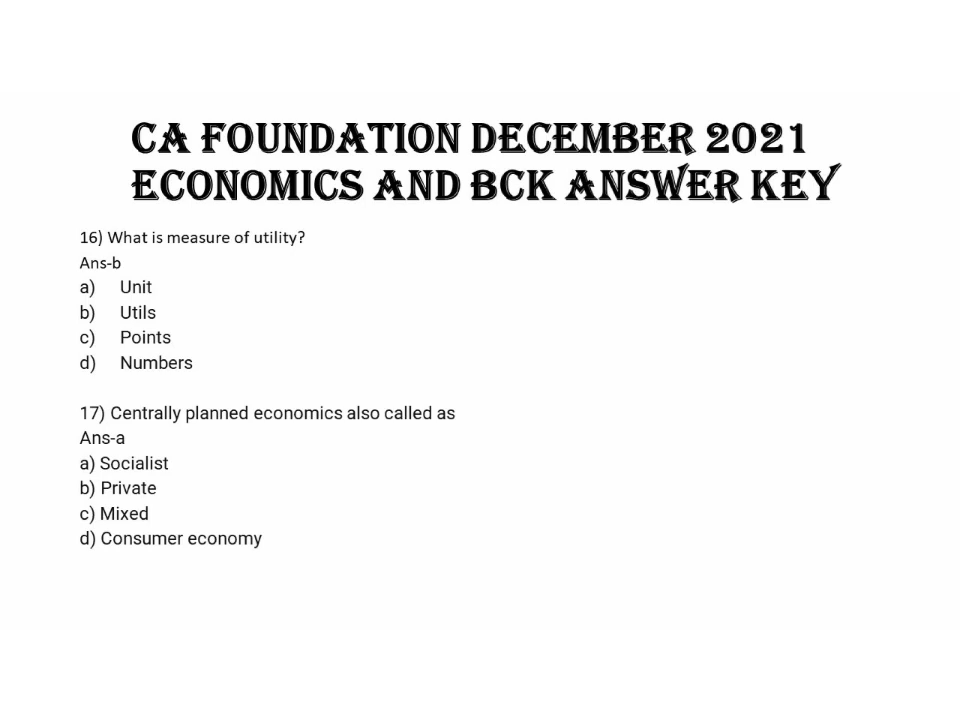 CA FOUNDATION DECEMBER 2021
ECONOMICS AND BCK ANSWER KEY
16) What is measure of utility?
Ans-b
a) Unit
b) Utils
c) Points
d) Numbers
17) Centrally planned economics also called as
Ans-a
a) Socialist
b) Private
c) Mixed
d) Consumer economy